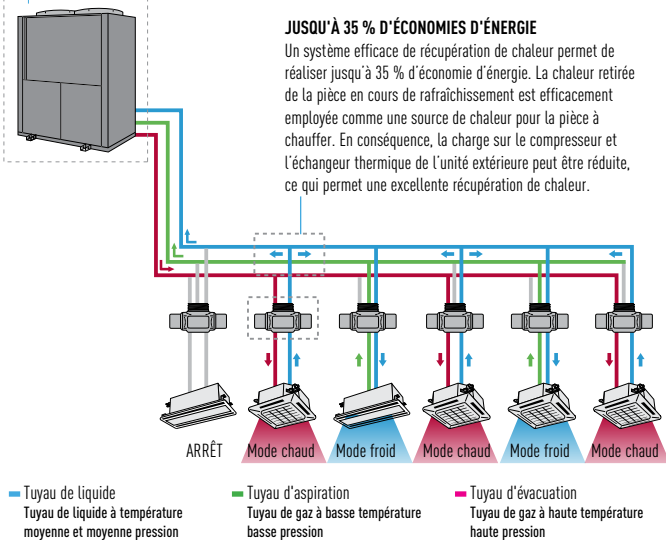 JUSQU'À 35 % D'ÉCONOMIES D'ÉNERGIE
Un système efficace de récupération de chaleur permet de
réaliser jusqu'à 35 % d'économie d'énergie. La chaleur retirée
de la pièce en cours de rafraîchissement est efficacement
employée comme une source de chaleur pour la pièce à
chauffer. En conséquence, la charge sur le compresseur et
l'échangeur thermique de l'unité extérieure peut être réduite,
ce qui permet une excellente récupération de chaleur.
ARRÊT
Mode chaud
Mode froid
Mode chaud
Mode froid
Mode chaud
Tuyau de liquide
Tuyau de liquide à température
moyenne et moyenne pression
Tuyau d'aspiration
Tuyau de gaz à basse température
basse pression
Tuyau d'évacuation
Tuyau de gaz à haute température
haute pression